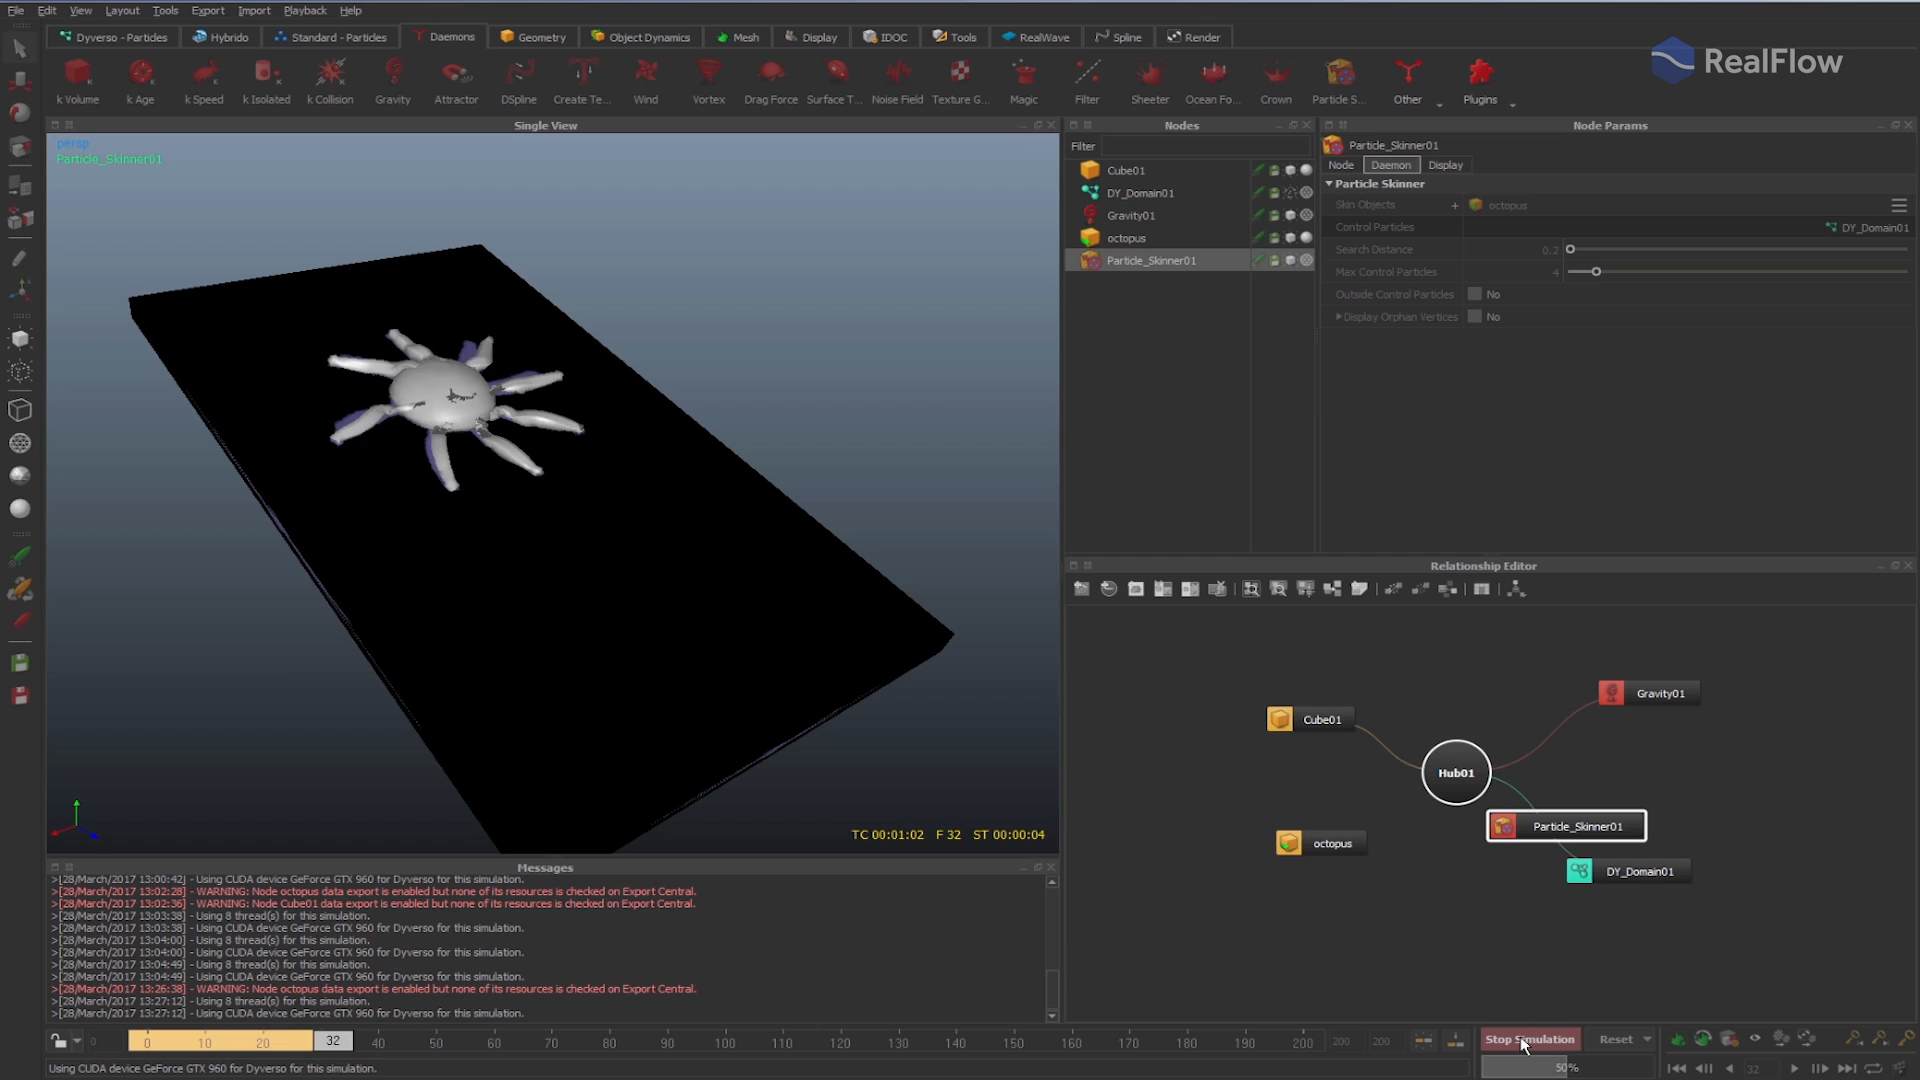 File Edit View Layout Tools Export Import Playback Help
Dyverso - Particles Hybrido Standard - Particles Daemons Geometry Object Dynamics Mesh Display IDOC Tools RealWave Spline Render
RealFlow
k Volume k Age k Speed k Isolated k Collision Gravity Attractor DSpline Create Te... Wind Vortex Drag Force Surface T... Noise Field Texture G... Magic Filter Sheeter Ocean Fo... Crown Particle S... Other Plugins
Single View
persp
Particle_Skinner01
TC 00:01:02 F 32 ST 00:00:04
Nodes
Filter
Cube01
DY_Domain01
Gravity01
octopus
Particle_Skinner01
Node Params
Particle_Skinner01
Node Daemon Display
Particle Skinner
Skin Objects + octopus
Control Particles DY_Domain01
Search Distance 0.2
Max Control Particles 4
Outside Control Particles No
Display Orphan Vertices No
Relationship Editor
Gravity01
Cube01
Hub01
Particle_Skinner01
octopus
DY_Domain01
Messages
>[28/March/2017 13:00:42] - Using CUDA device GeForce GTX 960 for Dyverso for this simulation.
>[28/March/2017 13:02:28] - WARNING: Node octopus data export is enabled but none of its resources is checked on Export Central.
>[28/March/2017 13:02:36] - WARNING: Node Cube01 data export is enabled but none of its resources is checked on Export Central.
>[28/March/2017 13:03:38] - Using 8 thread(s) for this simulation.
>[28/March/2017 13:03:38] - Using CUDA device GeForce GTX 960 for Dyverso for this simulation.
>[28/March/2017 13:04:00] - Using 8 thread(s) for this simulation.
>[28/March/2017 13:04:00] - Using CUDA device GeForce GTX 960 for Dyverso for this simulation.
>[28/March/2017 13:04:49] - Using 8 thread(s) for this simulation.
>[28/March/2017 13:04:49] - Using CUDA device GeForce GTX 960 for Dyverso for this simulation.
>[28/March/2017 13:26:38] - WARNING: Node octopus data export is enabled but none of its resources is checked on Export Central.
>[28/March/2017 13:27:12] - Using 8 thread(s) for this simulation.
>[28/March/2017 13:27:12] - Using CUDA device GeForce GTX 960 for Dyverso for this simulation.
0 0 10 20 32 40 50 60 70 80 90 100 110 120 130 140 150 160 170 180 190 200 200 200
Stop Simulation Reset
Using CUDA device GeForce GTX 960 for Dyverso for this simulation.
50%
32